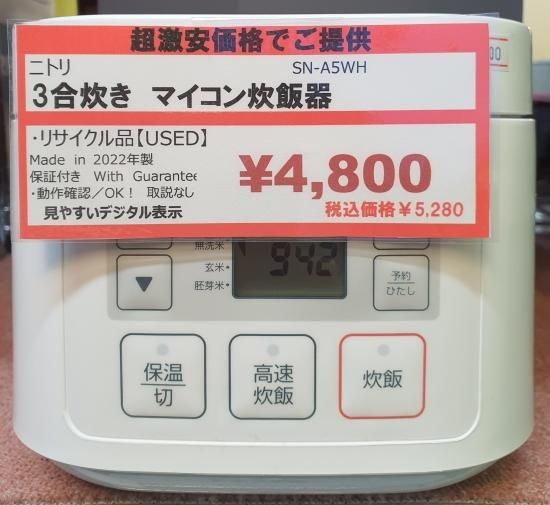 超激安価格でご提供
ニトリ SN-A5WH
3合炊き マイコン炊飯器
・リサイクル品【USED】
Made in 2022年製
保証付き With Guarantee
・動作確認／OK! 取説なし
見やすいデジタル表示
¥4,800
税込価格¥5,280
00
無洗米・
玄米・
胚芽米・
▼
9:42
予約
ひたし
保温
切
高速
炊飯
炊飯